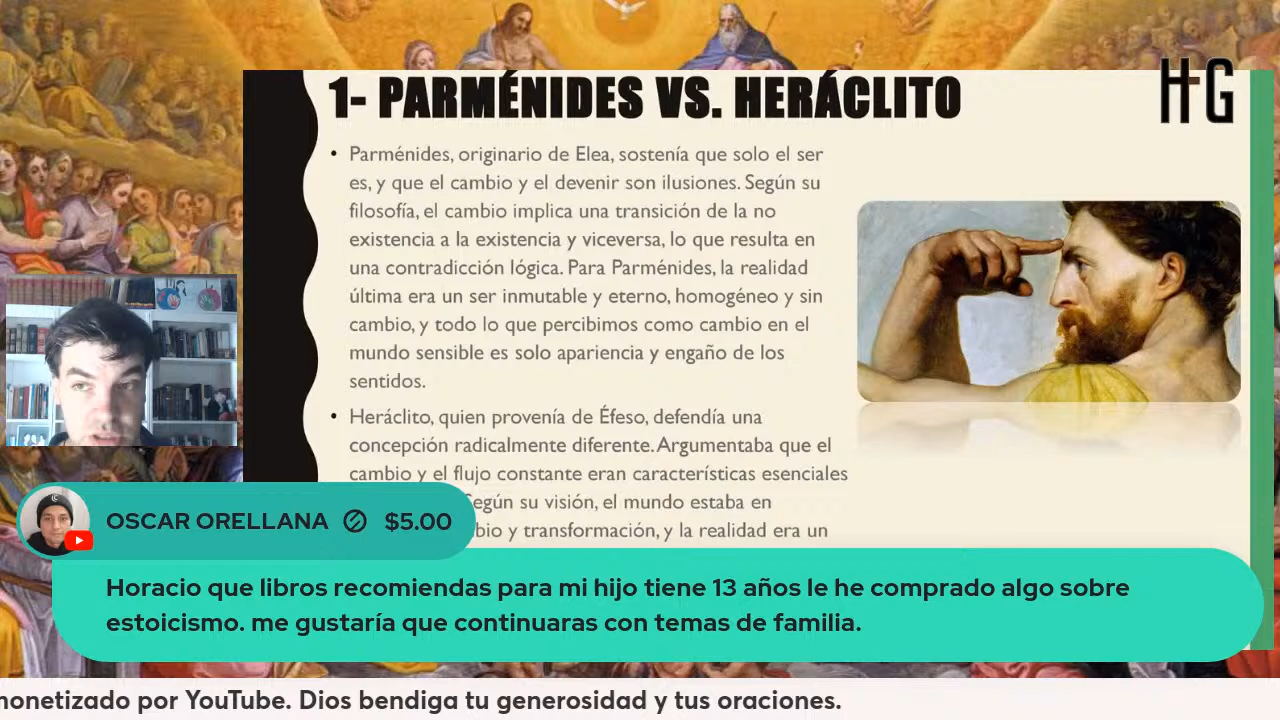 1- PARMÉNIDES VS. HERÁCLITO
H+G
• Parménides, originario de Elea, sostenía que solo el ser
es, y que el cambio y el devenir son ilusiones. Según su
filosofía, el cambio implica una transición de la no
existencia a la existencia y viceversa, lo que resulta en
una contradicción lógica. Para Parménides, la realidad
última era un ser inmutable y eterno, homogéneo y sin
cambio, y todo lo que percibimos como cambio en el
mundo sensible es solo apariencia y engaño de los
sentidos.
• Heráclito, quien provenía de Éfeso, defendía una
concepción radicalmente diferente. Argumentaba que el
cambio y el flujo constante eran características esenciales
Según su visión, el mundo estaba en
y transformación, y la realidad era un
OSCAR ORELLANA $5.00
Horacio que libros recomiendas para mi hijo tiene 13 años le he comprado algo sobre
estoicismo. me gustaría que continuaras con temas de familia.
monetizado por YouTube. Dios bendiga tu generosidad y tus oraciones.